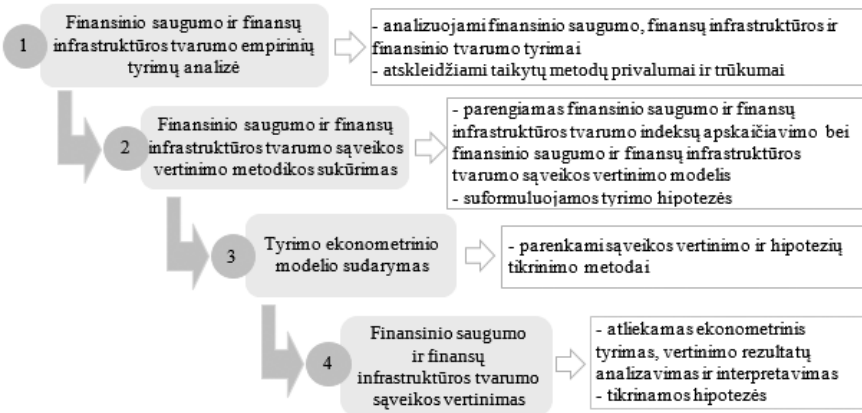 1
Finansinio saugumo ir finansų
infrastruktūros tvarumo empirinių
tyrimų analizė
- analizuojami finansinio saugumo, finansų infrastruktūros ir
finansinio tvarumo tyrimai
- atskleidžiami taikytų metodų privalumai ir trūkumai
2
Finansinio saugumo ir finansų
infrastruktūros tvarumo sąveikos
vertinimo metodikos sukūrimas
- parengiamas finansinio saugumo ir finansų
infrastruktūros tvarumo indeksų apskaičiavimo bei
finansinio saugumo ir finansų infrastruktūros
tvarumo sąveikos vertinimo modelis
- suformuluojamos tyrimo hipotezės
3
Tyrimo ekonometrinio
modelio sudarymas
- parenkami sąveikos vertinimo ir hipotezių
tikrinimo metodai
4
Finansinio saugumo
ir finansų
infrastruktūros tvarumo
sąveikos vertinimas
- atliekamas ekonometrinis
tyrimas, vertinimo rezultatų
analizavimas ir interpretavimas
- tikrinamos hipotezės